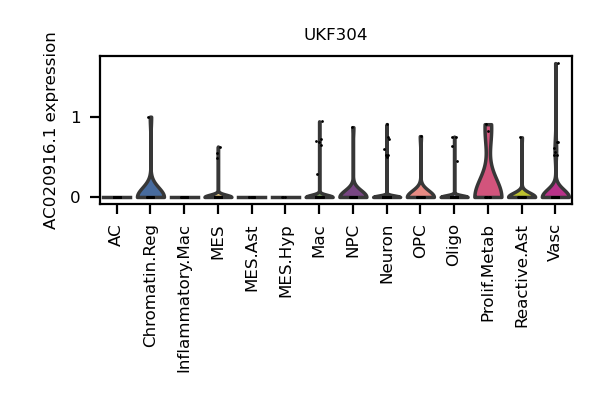 UKF304
AC020916.1 expression
1
0
AC
Chromatin.Reg
Inflammatory.Mac
MES
MES.Ast
MES.Hyp
Mac
NPC
Neuron
OPC
Oligo
Prolif.Metab
Reactive.Ast
Vasc